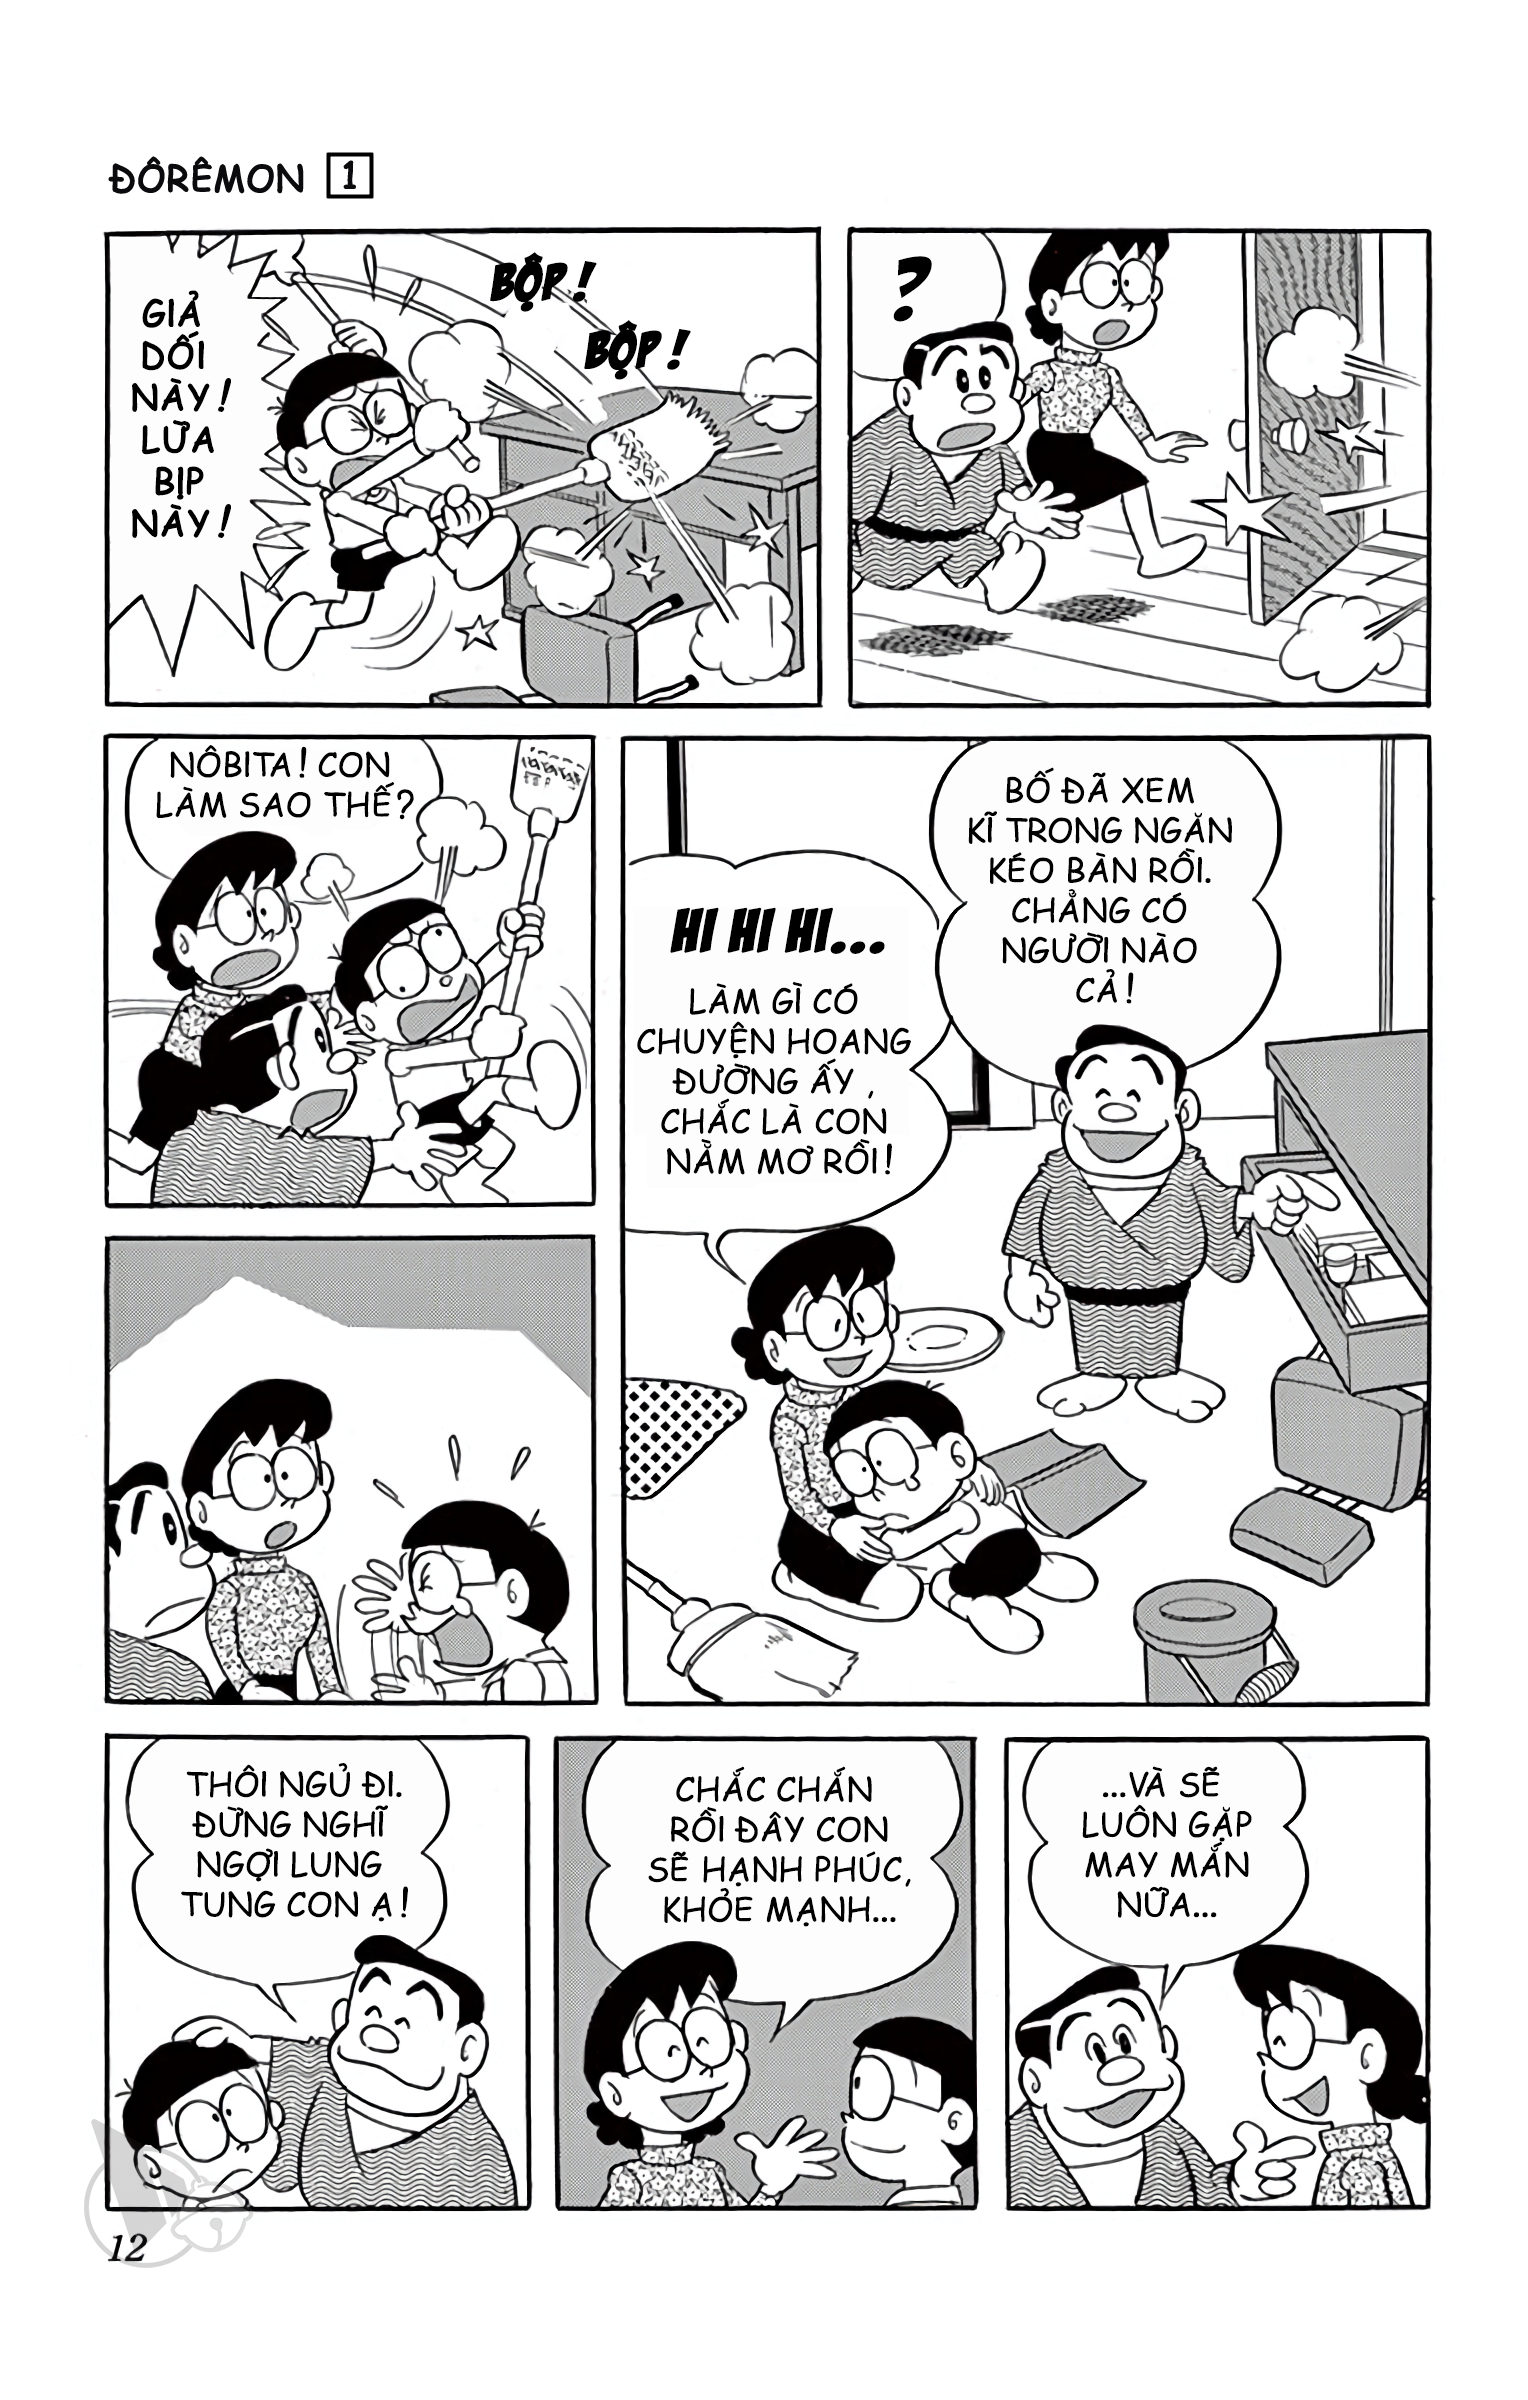 ĐÔRÊMON 1
GIẢ
DỐI
NÀY!
LỪA
BỊP
NÀY!
BỘP!
BỘP!
?
NÔBITA! CON
LÀM SAO THẾ?
HI HI HI...
LÀM GÌ CÓ
CHUYỆN HOANG
ĐƯỜNG ẤY,
CHẮC LÀ CON
NẰM MƠ RỒI!
BỐ ĐÃ XEM
KĨ TRONG NGĂN
KÉO BÀN RỒI.
CHẲNG CÓ
NGƯỜI NÀO
CẢ!
THÔI NGỦ ĐI.
ĐỪNG NGHĨ
NGỢI LUNG
TUNG CON Ạ!
CHẮC CHẮN
RỒI ĐÂY CON
SẼ HẠNH PHÚC,
KHỎE MẠNH...
...VÀ SẼ
LUÔN GẶP
MAY MẮN
NỮA...
12